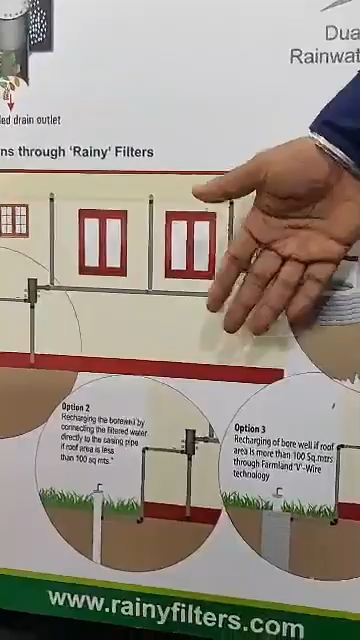 Dua
Rainwat
led drain outlet
ns through 'Rainy' Filters
Option 2
Recharging the borewell by
connecting the filtered water
directly to the casing pipe
if roof area is less
than 100 sq mts.*
Option 3
Recharging of bore well if roof
area is more than 100 Sq.mtrs
through Farmland 'V'-Wire
technology
www.rainyfilters.com